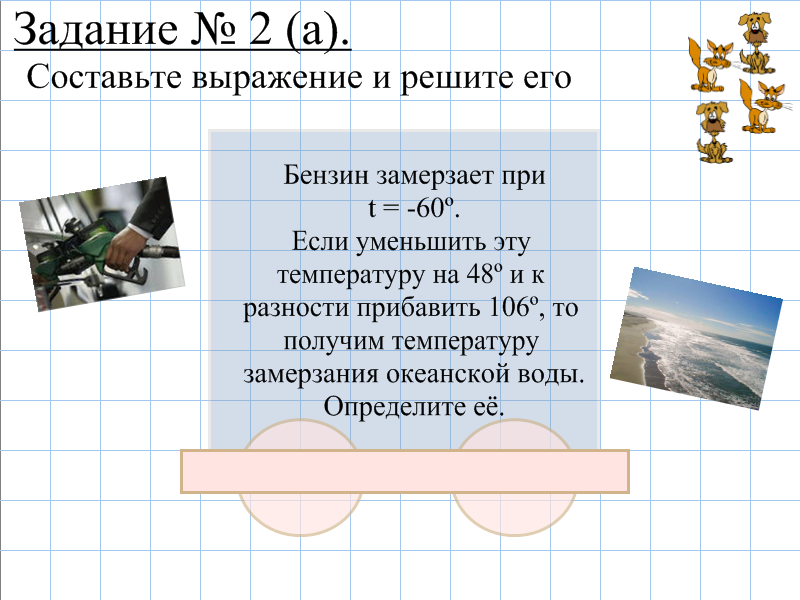 Задание № 2 (а).
Составьте выражение и решите его
Бензин замерзает при
t = -60º.
Если уменьшить эту
температуру на 48º и к
разности прибавить 106º, то
получим температуру
замерзания океанской воды.
Определите её.